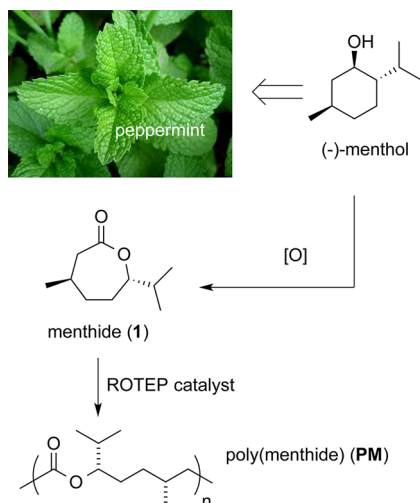 peppermint
OH
(-)-menthol
[O]
O
O
menthide (1)
ROTEP catalyst
O
O
n
poly(menthide) (PM)